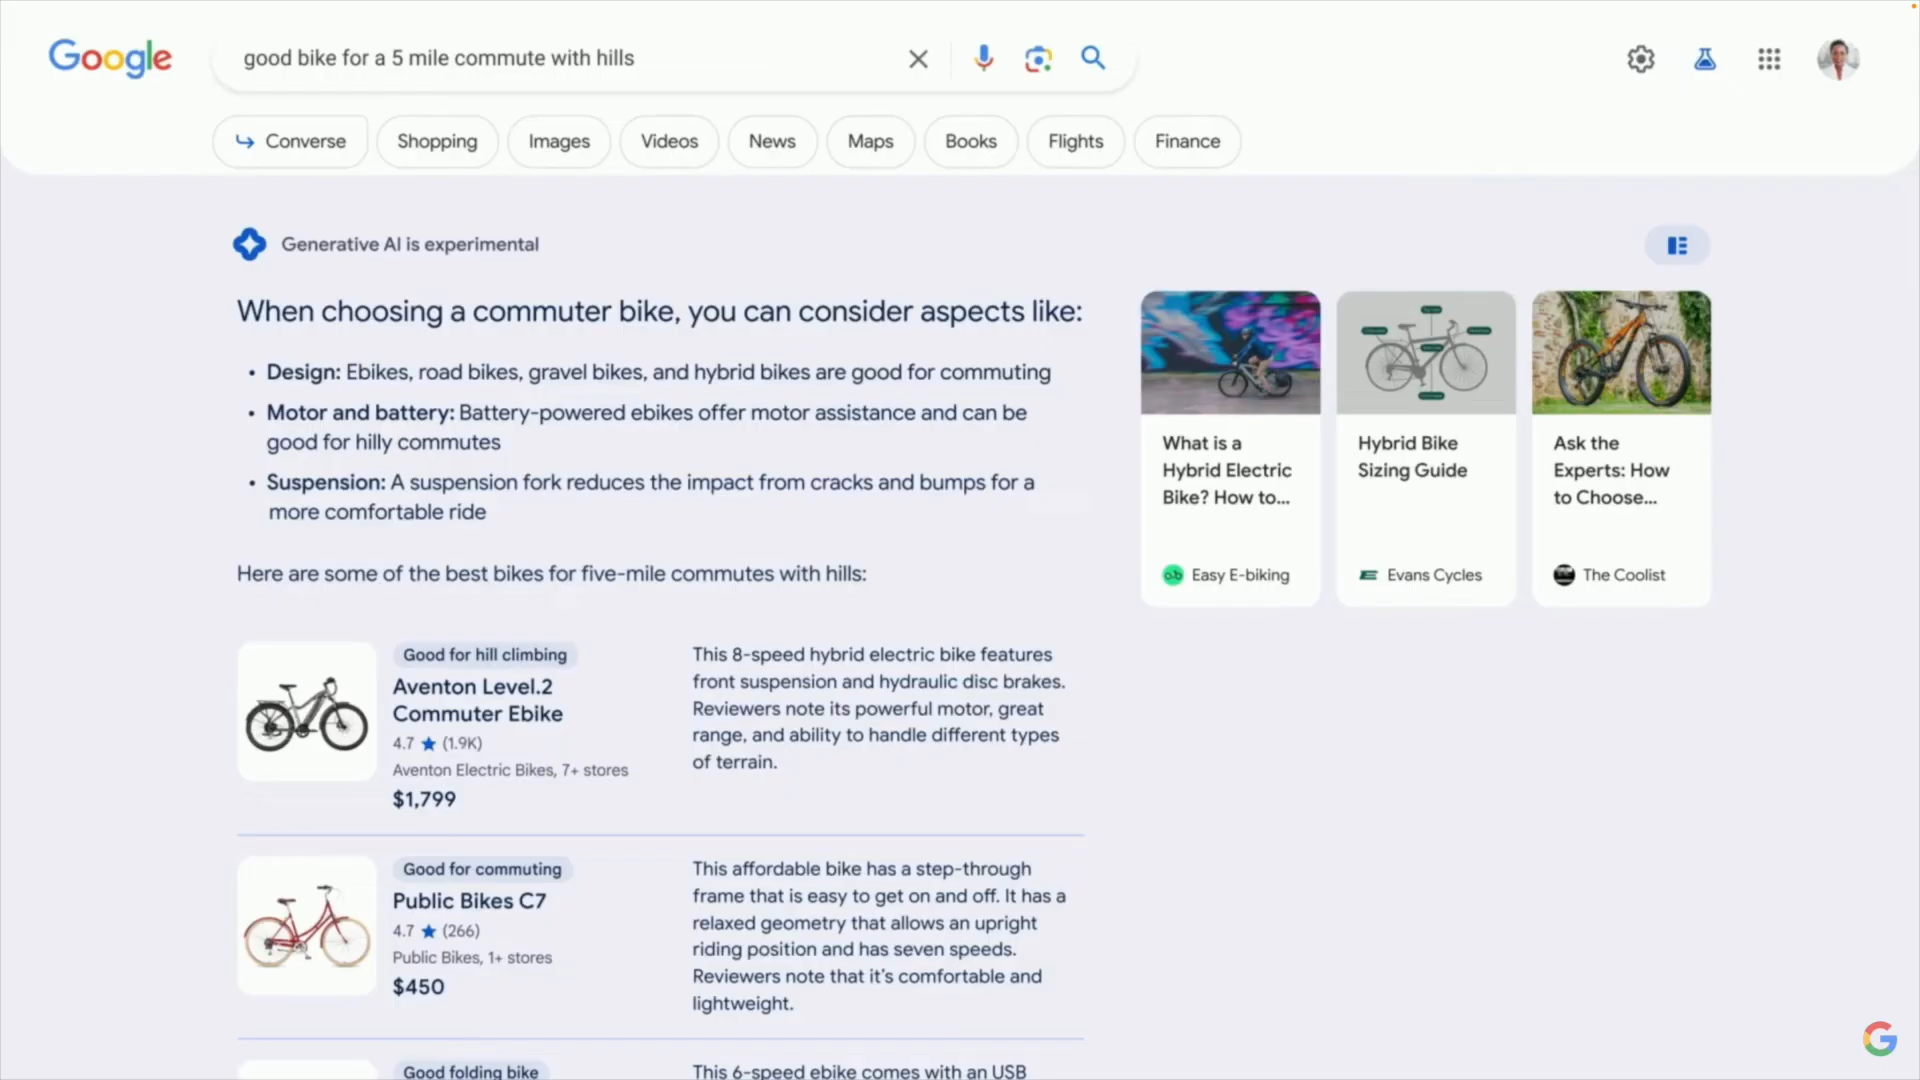 Google
good bike for a 5 mile commute with hills
Converse
Shopping
Images
Videos
News
Maps
Books
Flights
Finance
Generative AI is experimental
When choosing a commuter bike, you can consider aspects like:
• Design: Ebikes, road bikes, gravel bikes, and hybrid bikes are good for commuting
• Motor and battery: Battery-powered ebikes offer motor assistance and can be
good for hilly commutes
• Suspension: A suspension fork reduces the impact from cracks and bumps for a
more comfortable ride
Here are some of the best bikes for five-mile commutes with hills:
What is a
Hybrid Electric
Bike? How to...
Easy E-biking
Hybrid Bike
Sizing Guide
Evans Cycles
Ask the
Experts: How
to Choose...
The Coolist
Good for hill climbing
Aventon Level.2
Commuter Ebike
4.7 ★ (1.9K)
Aventon Electric Bikes, 7+ stores
$1,799
This 8-speed hybrid electric bike features
front suspension and hydraulic disc brakes.
Reviewers note its powerful motor, great
range, and ability to handle different types
of terrain.
Good for commuting
Public Bikes C7
4.7 ★ (266)
Public Bikes, 1+ stores
$450
This affordable bike has a step-through
frame that is easy to get on and off. It has a
relaxed geometry that allows an upright
riding position and has seven speeds.
Reviewers note that it's comfortable and
lightweight.
Good folding bike
This 6-speed ebike comes with an USB